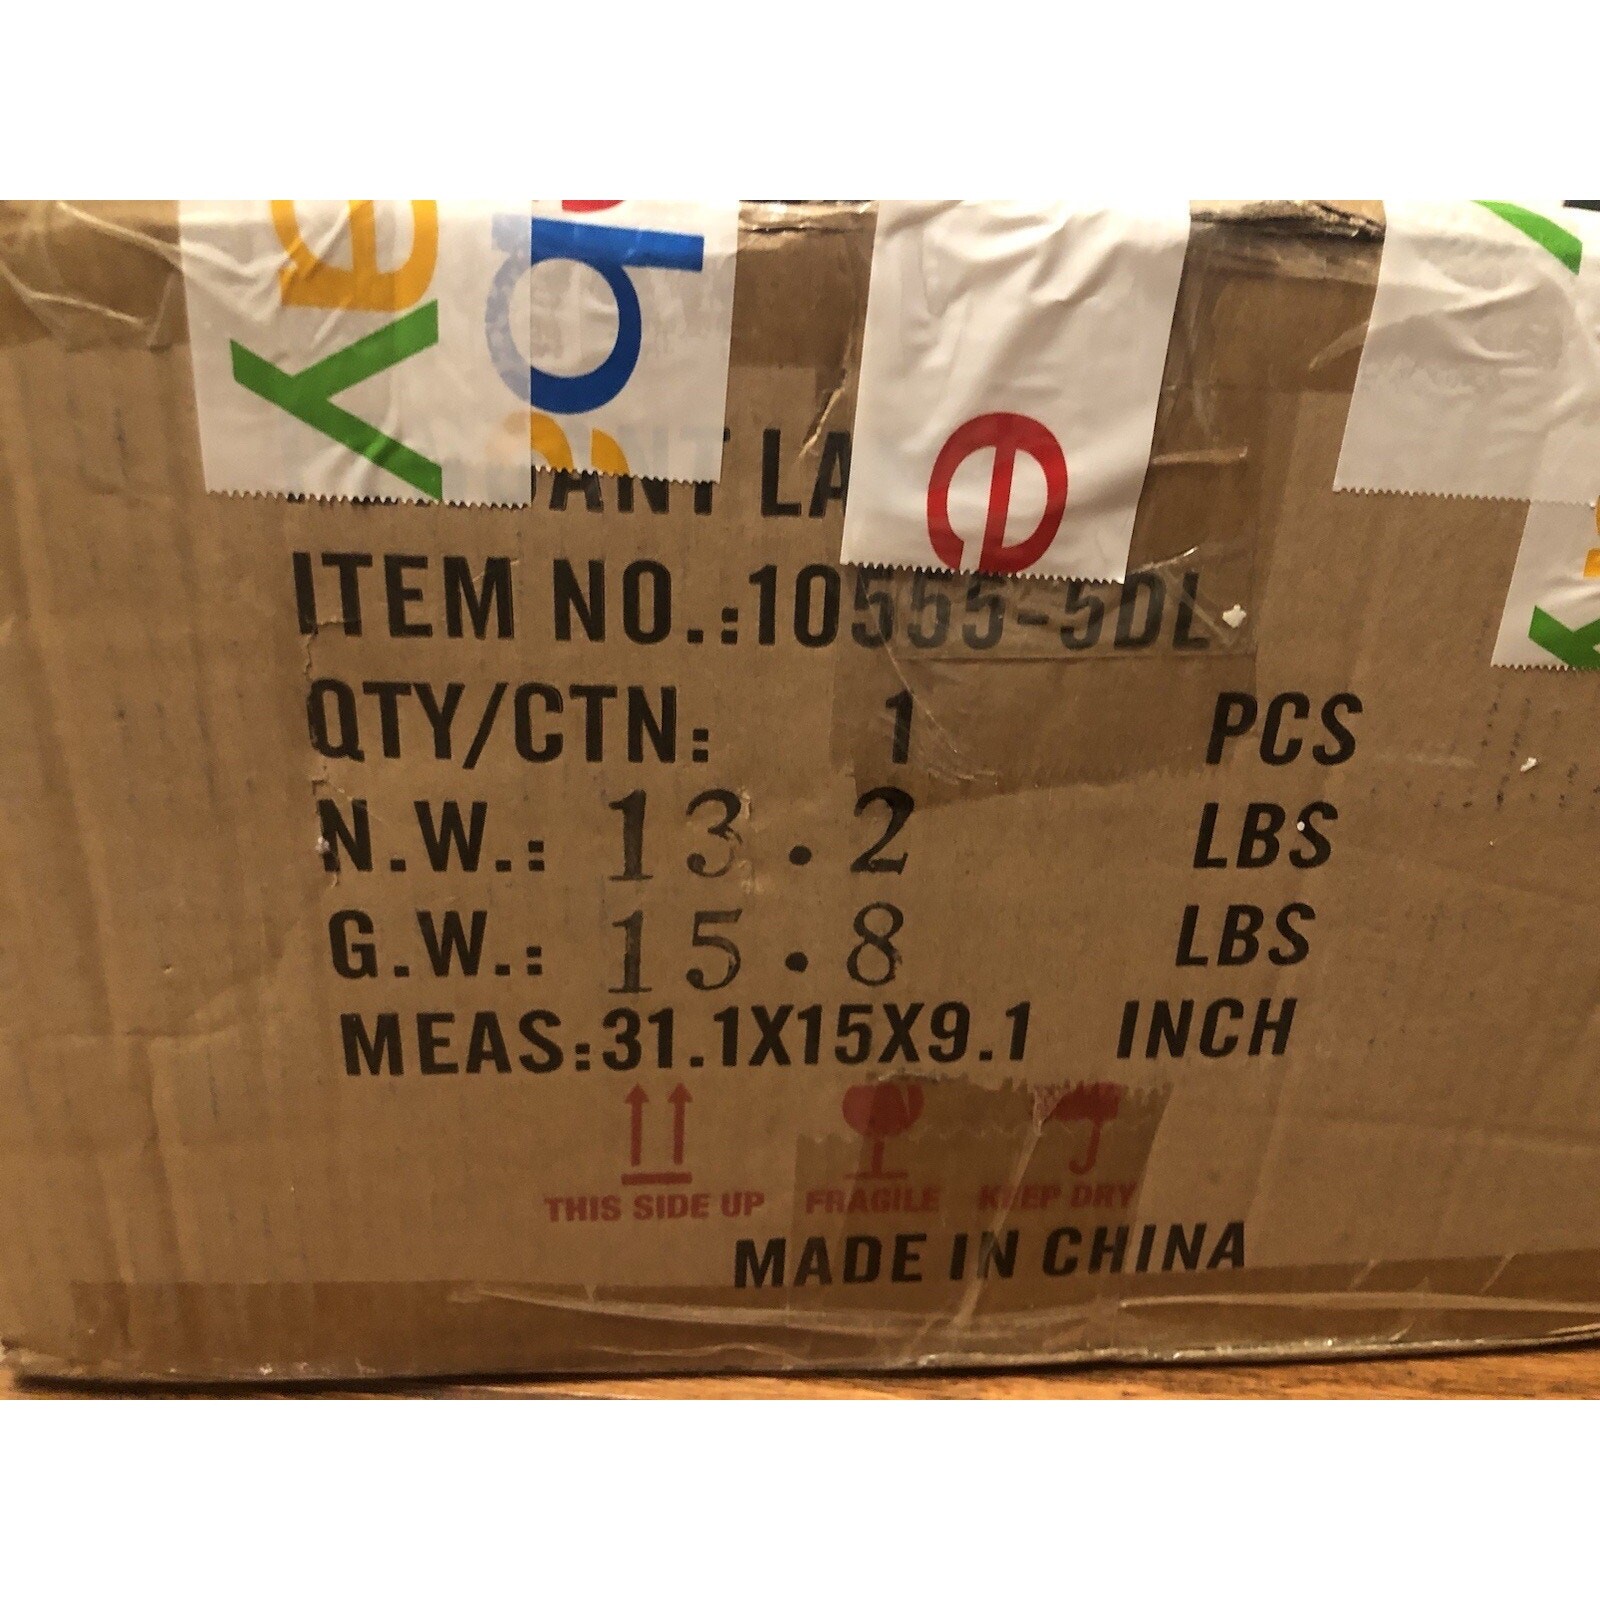 ebay
e
ITEM NO.:10555-5DL
QTY/CTN: 1 PCS
N.W.: 13.2 LBS
G.W.: 15.8 LBS
MEAS:31.1X15X9.1 INCH
THIS SIDE UP FRAGILE KEEP DRY
MADE IN CHINA